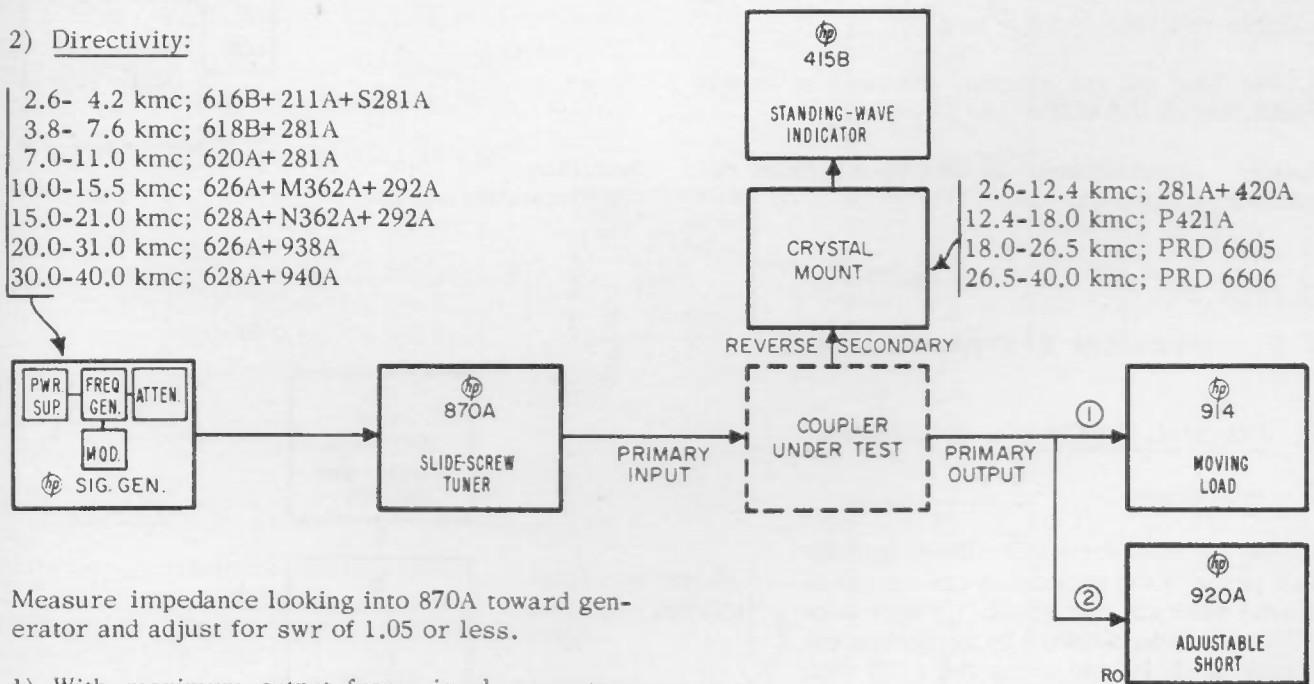 2) Directivity:
2.6- 4.2 kmc; 616B+211A+S281A
3.8- 7.6 kmc; 618B+281A
7.0-11.0 kmc; 620A+281A
10.0-15.5 kmc; 626A+M362A+292A
15.0-21.0 kmc; 628A+N362A+292A
20.0-31.0 kmc; 626A+938A
30.0-40.0 kmc; 628A+940A
hp
415B
STANDING-WAVE
INDICATOR
CRYSTAL
MOUNT
2.6-12.4 kmc; 281A+420A
12.4-18.0 kmc; P421A
18.0-26.5 kmc; PRD 6605
26.5-40.0 kmc; PRD 6606
REVERSE SECONDARY
PWR
SUP.
FREQ
GEN.
ATTEN.
MOD.
hp SIG. GEN.
hp
870A
SLIDE-SCREW
TUNER
PRIMARY
INPUT
COUPLER
UNDER TEST
PRIMARY
OUTPUT
1
hp
914
MOVING
LOAD
2
hp
920A
ADJUSTABLE
SHORT
RO
Measure impedance looking into 870A toward gen-
erator and adjust for swr of 1.05 or less.